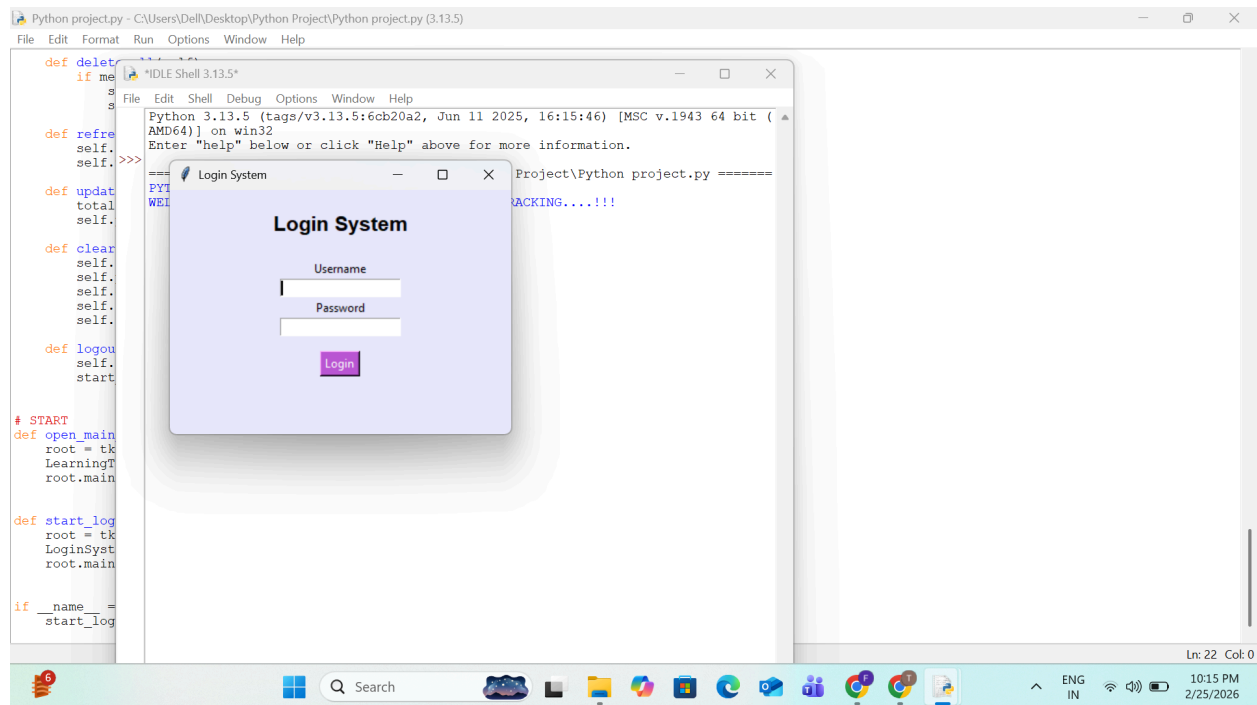 Python project.py - C:\Users\Dell\Desktop\Python Project\Python project.py (3.13.5)
File Edit Format Run Options Window Help
def delete
if me
s
s
def refre
self.
self.
def updat
total
self.
def clear
self.
self.
self.
self.
self.
def logou
self.
start
# START
def open_main
root = tk
LearningT
root.main
def start_log
root = tk
LoginSyst
root.main
if __name__ =
start_log
*IDLE Shell 3.13.5*
File Edit Shell Debug Options Window Help
Python 3.13.5 (tags/v3.13.5:6cb20a2, Jun 11 2025, 16:15:46) [MSC v.1943 64 bit (
AMD64)] on win32
Enter "help" below or click "Help" above for more information.
>>>
=== Project\Python project.py =======
PYT
WEL RACKING....!!!
Login System
Login System
Username
Password
Login
Ln: 22 Col: 0
6
Search
T
F
T
ENG
IN
10:15 PM
2/25/2026